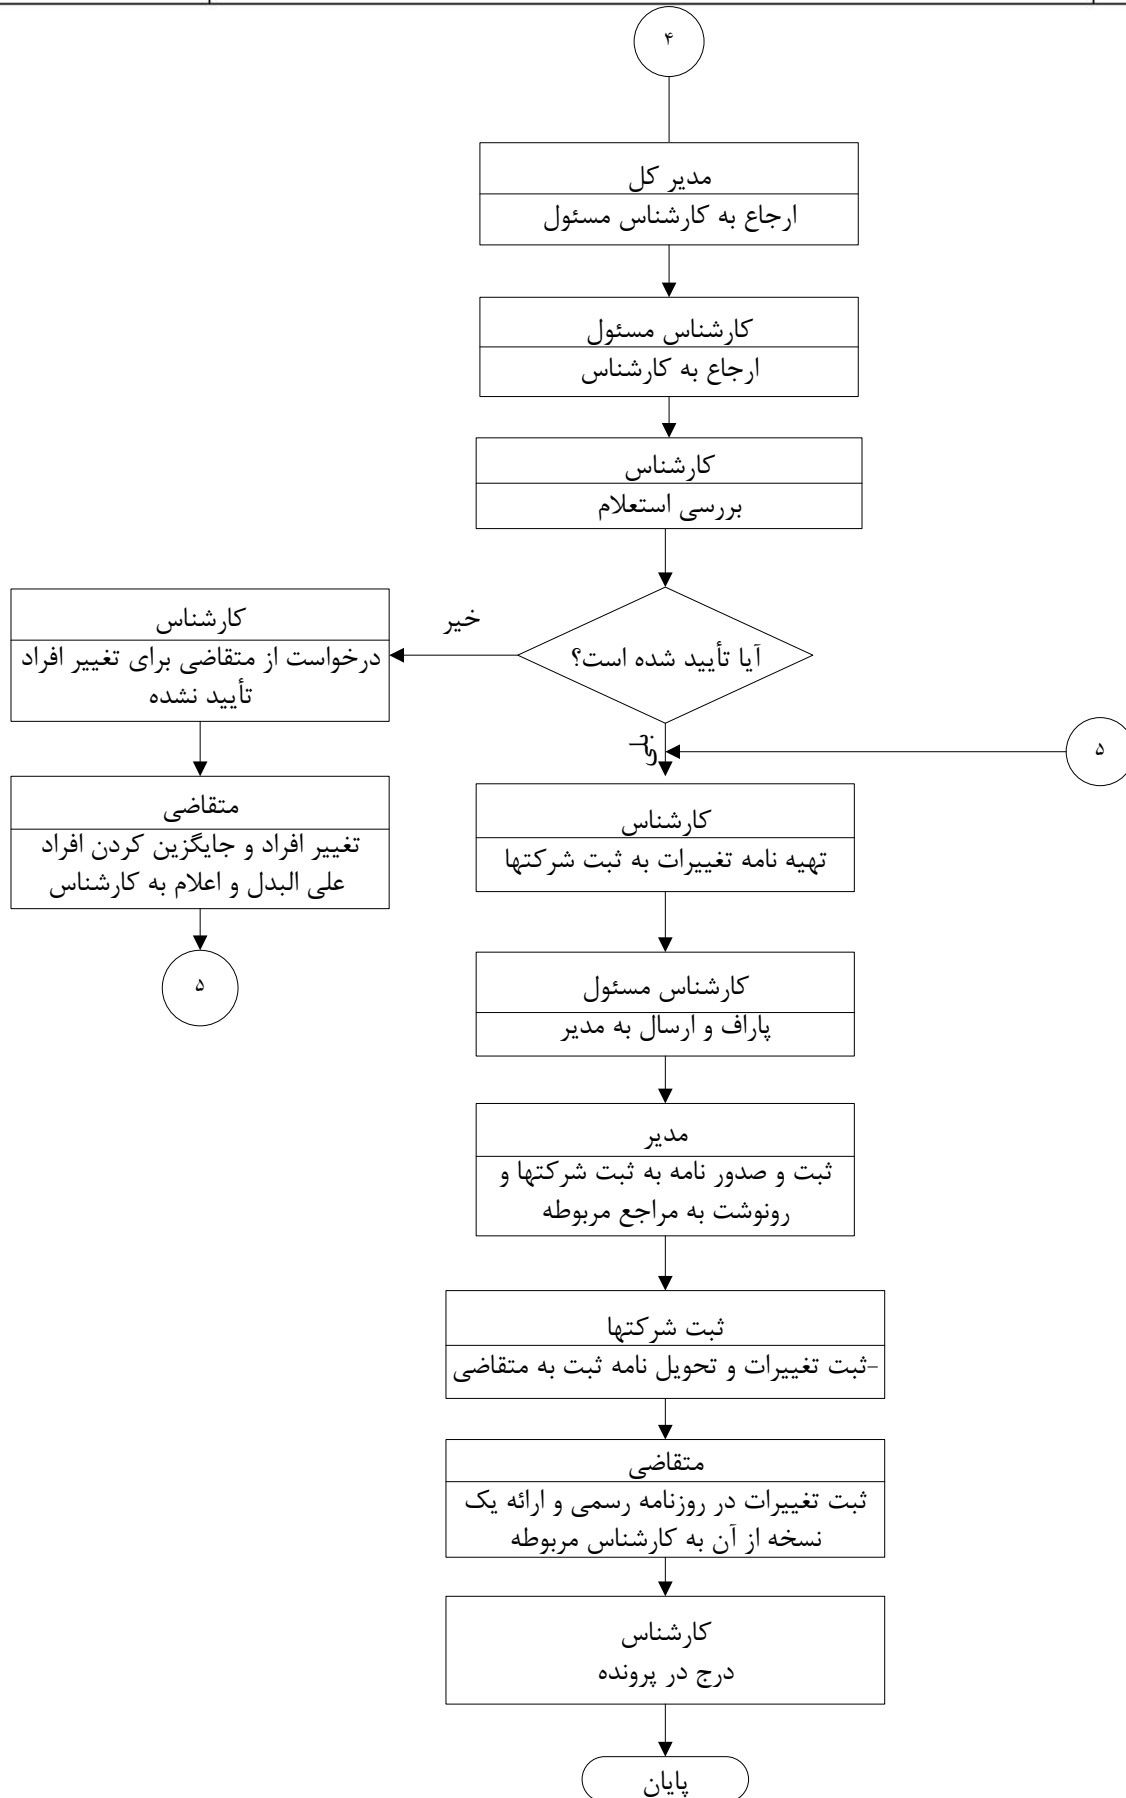 ۴
مدیر کل
ارجاع به کارشناس مسئول
کارشناس مسئول
ارجاع به کارشناس
کارشناس
بررسی استعلام
آیا تأیید شده است؟
خیر
کارشناس
درخواست از متقاضی برای تغییر افراد
تأیید نشده
متقاضی
تغییر افراد و جایگزین کردن افراد
علی البدل و اعلام به کارشناس
۵
بلی
۵
کارشناس
تهیه نامه تغییرات به ثبت شرکتها
کارشناس مسئول
پاراف و ارسال به مدیر
مدیر
ثبت و صدور نامه به ثبت شرکتها و
رونوشت به مراجع مربوطه
ثبت شرکتها
-ثبت تغییرات و تحویل نامه ثبت به متقاضی
متقاضی
ثبت تغییرات در روزنامه رسمی و ارائه یک
نسخه از آن به کارشناس مربوطه
کارشناس
درج در پرونده
پایان